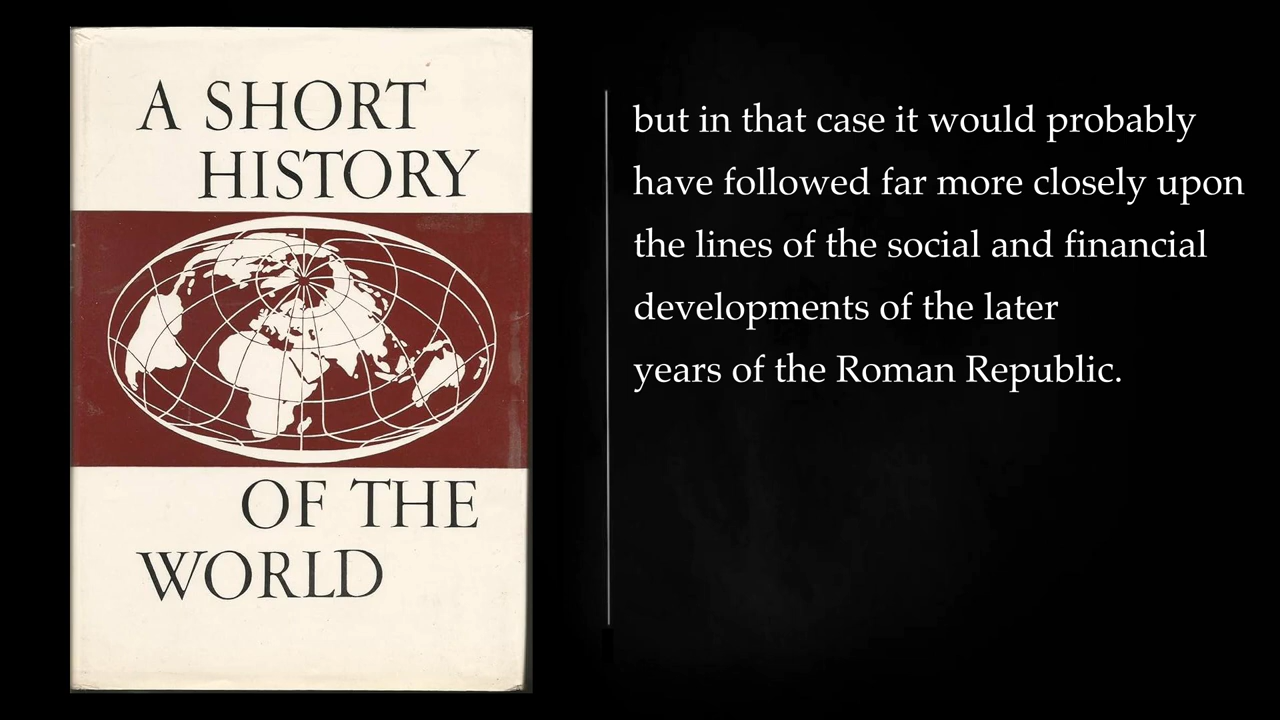 A SHORT
HISTORY
OF THE
WORLD
but in that case it would probably
have followed far more closely upon
the lines of the social and financial
developments of the later
years of the Roman Republic.